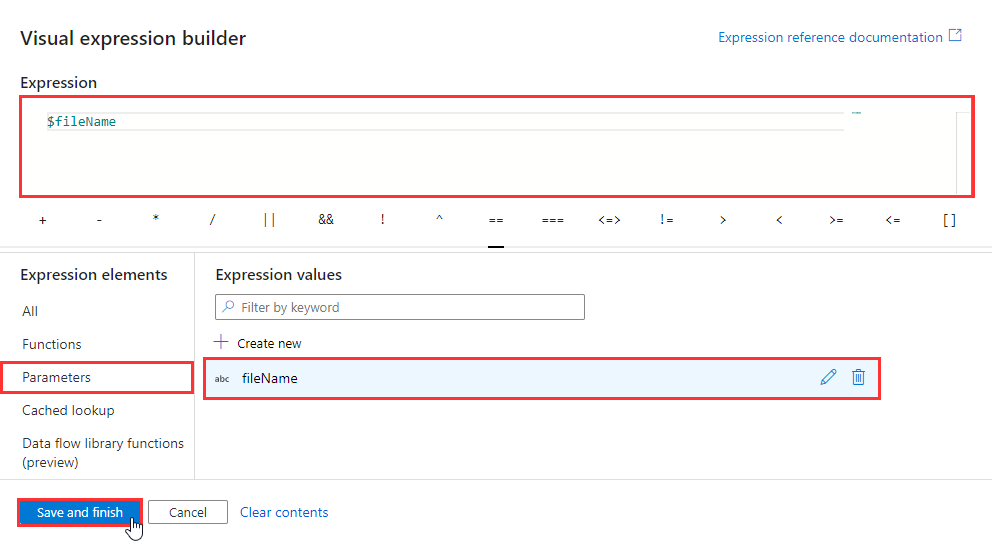 Visual expression builder
Expression reference documentation
Expression
$fileName
+ - * / || && ! ^ == === <=> != > < >= <= []
Expression elements
Expression values
All
Filter by keyword
Functions
Create new
Parameters
abc fileName
Cached lookup
Data flow library functions
(preview)
Save and finish
Cancel
Clear contents